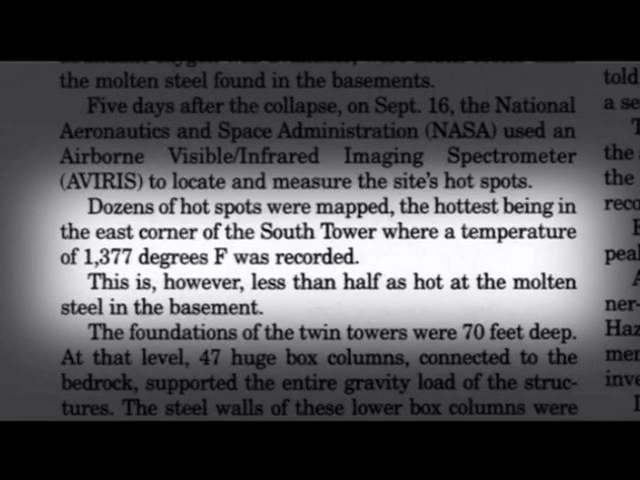 the molten steel found in the basements.
Five days after the collapse, on Sept. 16, the National
Aeronautics and Space Administration (NASA) used an
Airborne Visible/Infrared Imaging Spectrometer
(AVIRIS) to locate and measure the site's hot spots.
Dozens of hot spots were mapped, the hottest being in
the east corner of the South Tower where a temperature
of 1,377 degrees F was recorded.
This is, however, less than half as hot at the molten
steel in the basement.
The foundations of the twin towers were 70 feet deep.
At that level, 47 huge box columns, connected to the
bedrock, supported the entire gravity load of the struc-
tures. The steel walls of these lower box columns were
told
a se
T
the
the
reco
peal
ner-
Haz
mer
inve